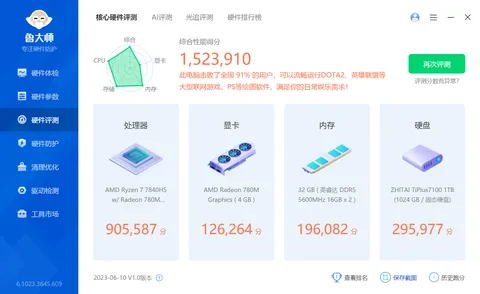 鲁大师
专注硬件防护
硬件体检
硬件参数
硬件评测
硬件防护
清理优化
驱动检测
工具市场
6.1023.3645.609
核心硬件评测 AI评测 光追评测 硬件排行榜
综合
CPU
显卡
存储
内存
综合性能得分
1,523,910
此电脑击败了全国 91% 的用户，可以流畅运行DOTA2、英雄联盟等
大型联网游戏，PS等绘图软件，满足你的日常娱乐需求！
再次评测
评测分数有异常?
处理器
AMD Ryzen 7 7840HS
w/ Radeon 780M...
905,587 分
显卡
AMD Radeon 780M
Graphics ( 4 GB )
126,264 分
内存
32 GB ( 英睿达 DDR5
5600MHz 16GB x 2 )
196,082 分
硬盘
ZHITAI TiPlus7100 1TB
(1024 GB / 固态硬盘)
295,977 分
2023-06-10 V1.0版本
查看排名
保存截图
历史跑分